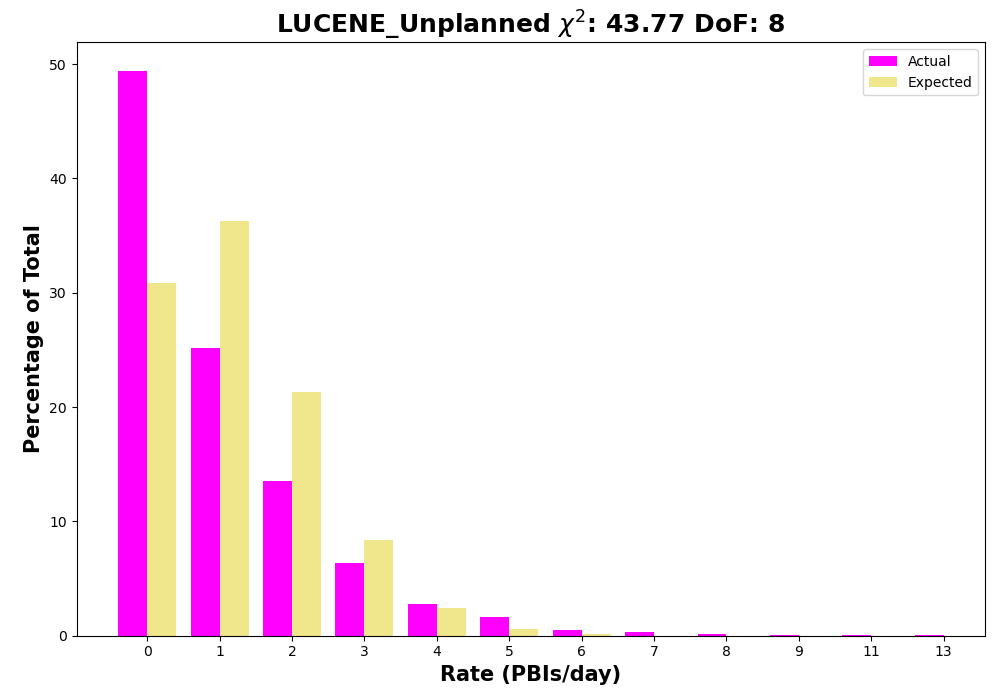 LUCENE_Unplanned χ²: 43.77 DoF: 8
Actual
Expected
Percentage of Total
50
40
30
20
10
0
0 1 2 3 4 5 6 7 8 9 11 13
Rate (PBIs/day)